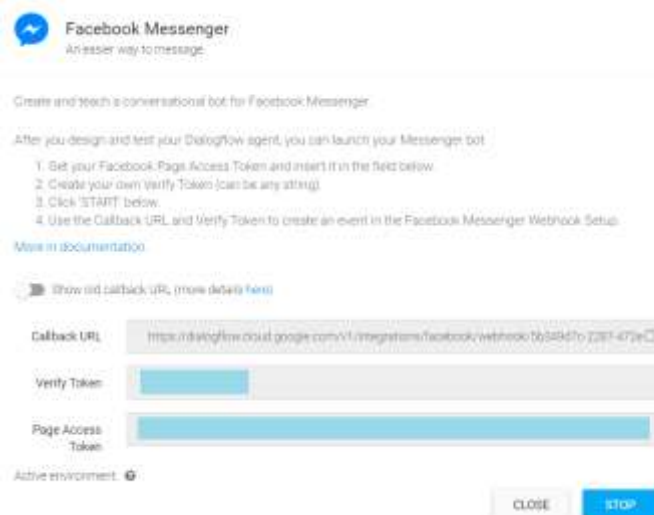 Facebook Messenger
An easier way to message
Create and teach a conversational bot for Facebook Messenger
After you design and test your Dialogflow agent, you can launch your Messenger bot
1. Get your Facebook Page Access Token and insert it in the field below.
2. Create your own Verify Token (can be any string).
3. Click 'START' below.
4. Use the Callback URL and Verify Token to create an event in the Facebook Messenger Webhook Setup.
More in documentation.
Show old callback URL (more details here)
Callback URL
https://dialogflow.cloud.google.com/v1/integrations/facebook/webhook/
Verify Token
Page Access
Token
Active environment:
CLOSE
STOP